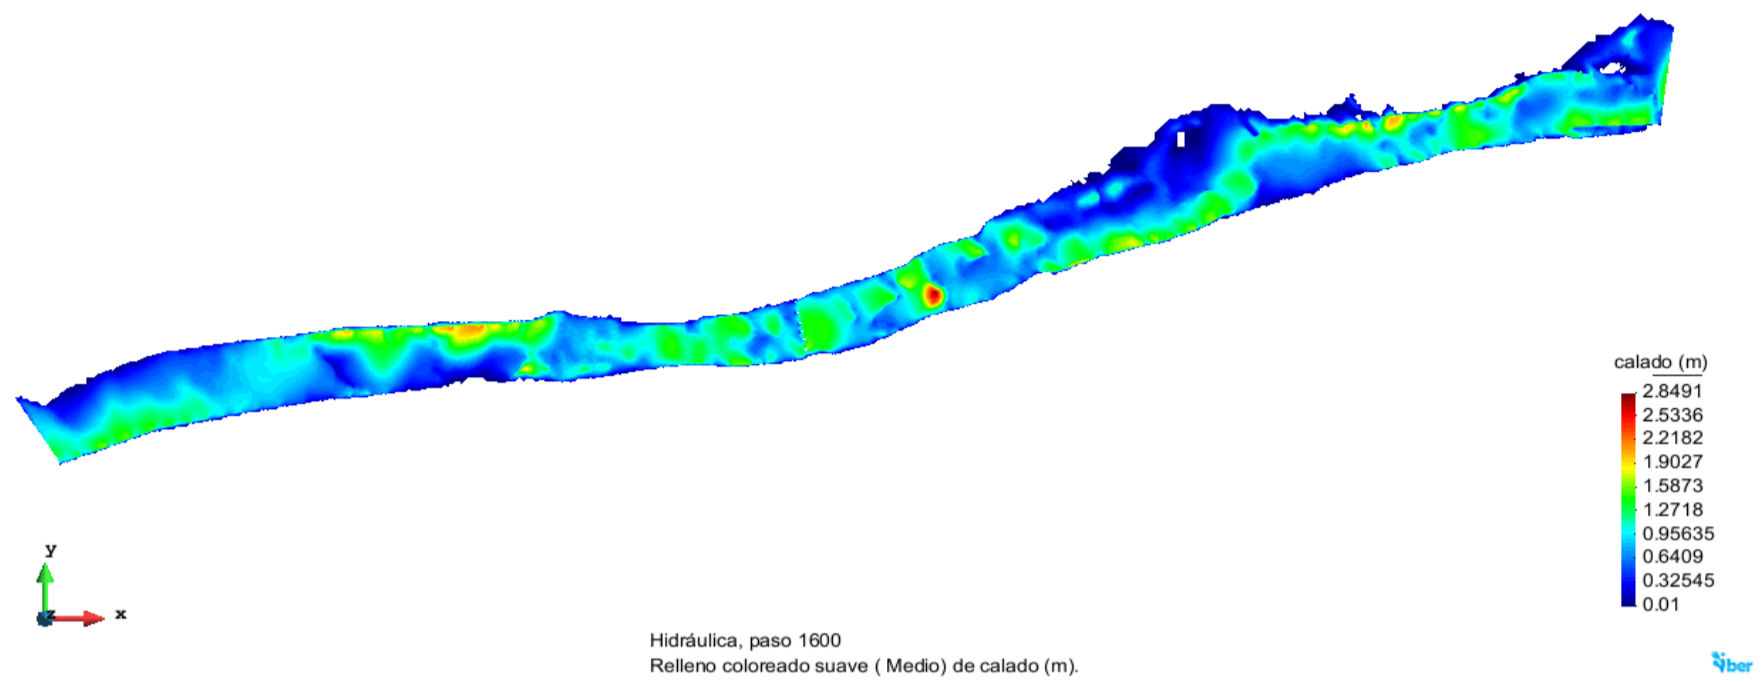 calado (m)
2.8491
2.5336
2.2182
1.9027
1.5873
1.2718
0.95635
0.6409
0.32545
0.01
y
z
x
Hidráulica, paso 1600
Relleno coloreado suave ( Medio) de calado (m).
iber